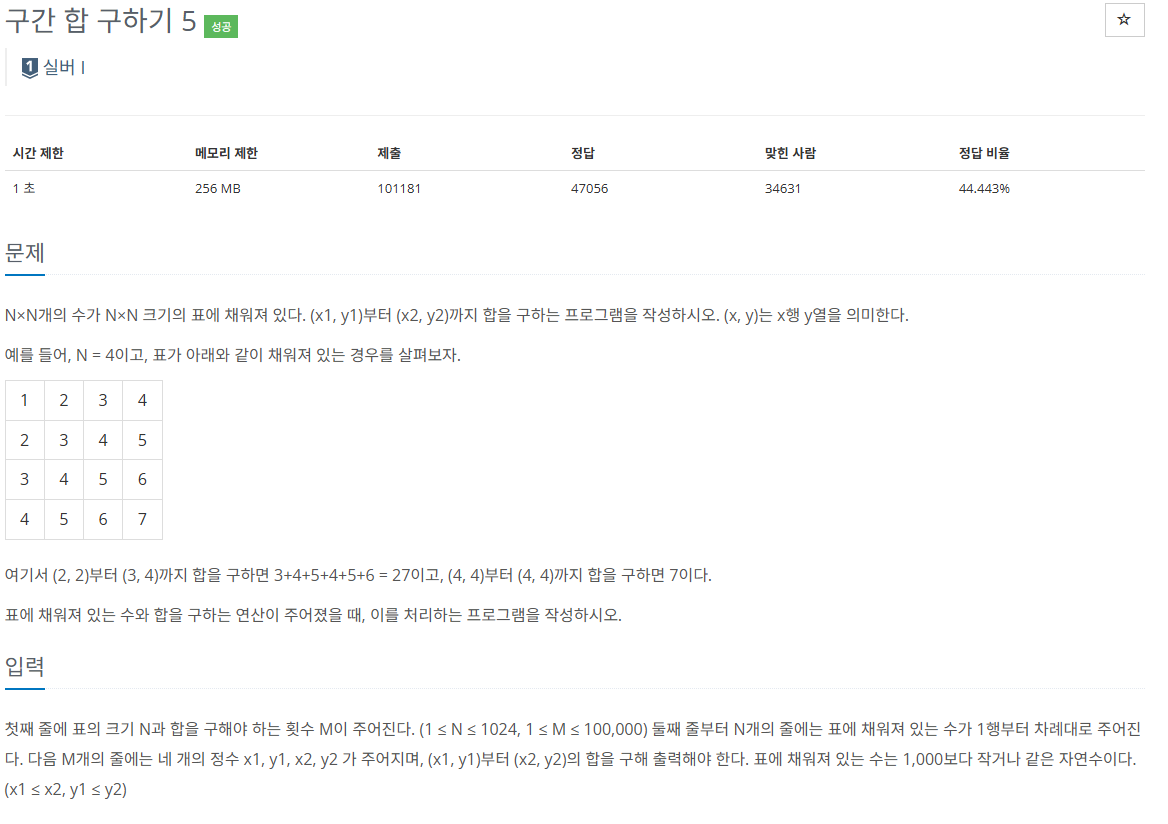 구간 합 구하기 5 성공
☆
1 실버 I
시간 제한 메모리 제한 제출 정답 맞힌 사람 정답 비율
1 초 256 MB 101181 47056 34631 44.443%
문제
N×N개의 수가 N×N 크기의 표에 채워져 있다. (x1, y1)부터 (x2, y2)까지 합을 구하는 프로그램을 작성하시오. (x, y)는 x행 y열을 의미한다.
예를 들어, N = 4이고, 표가 아래와 같이 채워져 있는 경우를 살펴보자.
1 2 3 4
2 3 4 5
3 4 5 6
4 5 6 7
여기서 (2, 2)부터 (3, 4)까지 합을 구하면 3+4+5+4+5+6 = 27이고, (4, 4)부터 (4, 4)까지 합을 구하면 7이다.
표에 채워져 있는 수와 합을 구하는 연산이 주어졌을 때, 이를 처리하는 프로그램을 작성하시오.
입력
첫째 줄에 표의 크기 N과 합을 구해야 하는 횟수 M이 주어진다. (1 ≤ N ≤ 1024, 1 ≤ M ≤ 100,000) 둘째 줄부터 N개의 줄에는 표에 채워져 있는 수가 1행부터 차례대로 주어진
다. 다음 M개의 줄에는 네 개의 정수 x1, y1, x2, y2 가 주어지며, (x1, y1)부터 (x2, y2)의 합을 구해 출력해야 한다. 표에 채워져 있는 수는 1,000보다 작거나 같은 자연수이다.
(x1 ≤ x2, y1 ≤ y2)